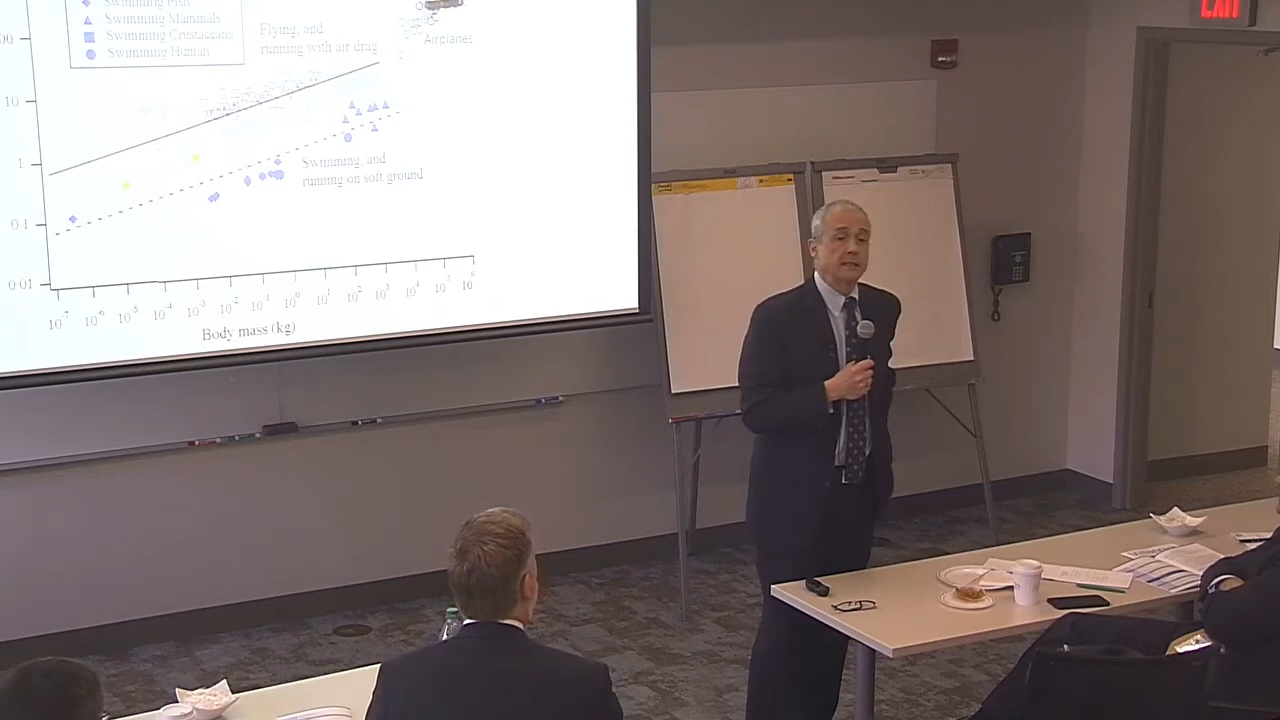 Swimming Fish
Swimming Mammals
Swimming Crustaceans
Swimming Human
Flying, and
running with air drag
Airplanes
Swimming, and
running on soft ground
10
1
0.1
0.01
10⁻⁷ 10⁻⁶ 10⁻⁵ 10⁻⁴ 10⁻³ 10⁻² 10⁻¹ 10⁰ 10¹ 10² 10³ 10⁴ 10⁵ 10⁶
Body mass (kg)
EXIT